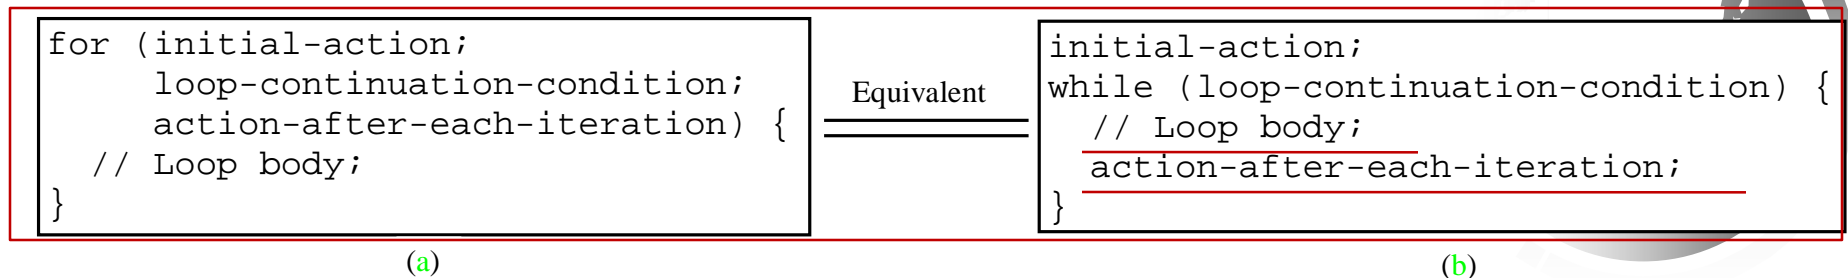 for (initial-action;
loop-continuation-condition;
action-after-each-iteration) {
// Loop body;
}
(a)
Equivalent
initial-action;
while (loop-continuation-condition) {
// Loop body;
action-after-each-iteration;
}
(b)